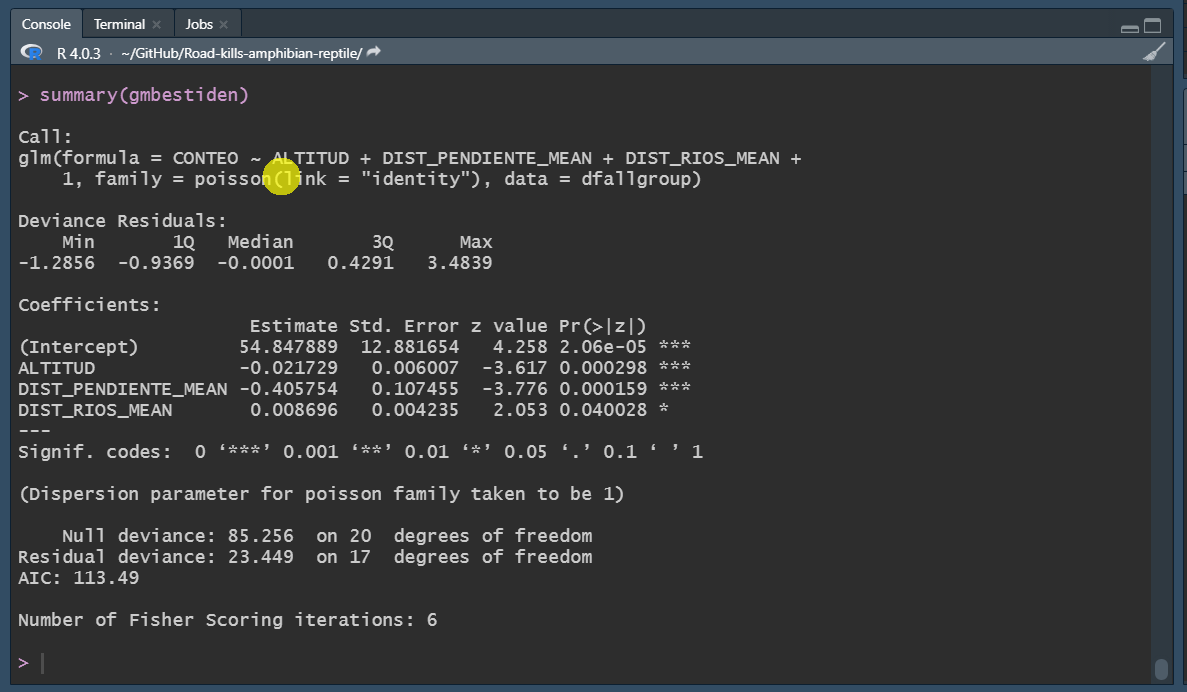 Console Terminal × Jobs ×
R 4.0.3 · ~/GitHub/Road-kills-amphibian-reptile/
> summary(gmbestiden)
Call:
glm(formula = CONTEO ~ ALTITUD + DIST_PENDIENTE_MEAN + DIST_RIOS_MEAN +
    1, family = poisson(link = "identity"), data = dfallgroup)
Deviance Residuals:
    Min       1Q   Median       3Q      Max
-1.2856  -0.9369  -0.0001   0.4291   3.4839
Coefficients:
                     Estimate Std. Error z value Pr(>|z|)
(Intercept)         54.847889  12.881654   4.258 2.06e-05 ***
ALTITUD             -0.021729   0.006007  -3.617 0.000298 ***
DIST_PENDIENTE_MEAN -0.405754   0.107455  -3.776 0.000159 ***
DIST_RIOS_MEAN       0.008696   0.004235   2.053 0.040028 *
---
Signif. codes:  0 ‘***’ 0.001 ‘**’ 0.01 ‘*’ 0.05 ‘.’ 0.1 ‘ ’ 1
(Dispersion parameter for poisson family taken to be 1)
    Null deviance: 85.256  on 20  degrees of freedom
Residual deviance: 23.449  on 17  degrees of freedom
AIC: 113.49
Number of Fisher Scoring iterations: 6
>